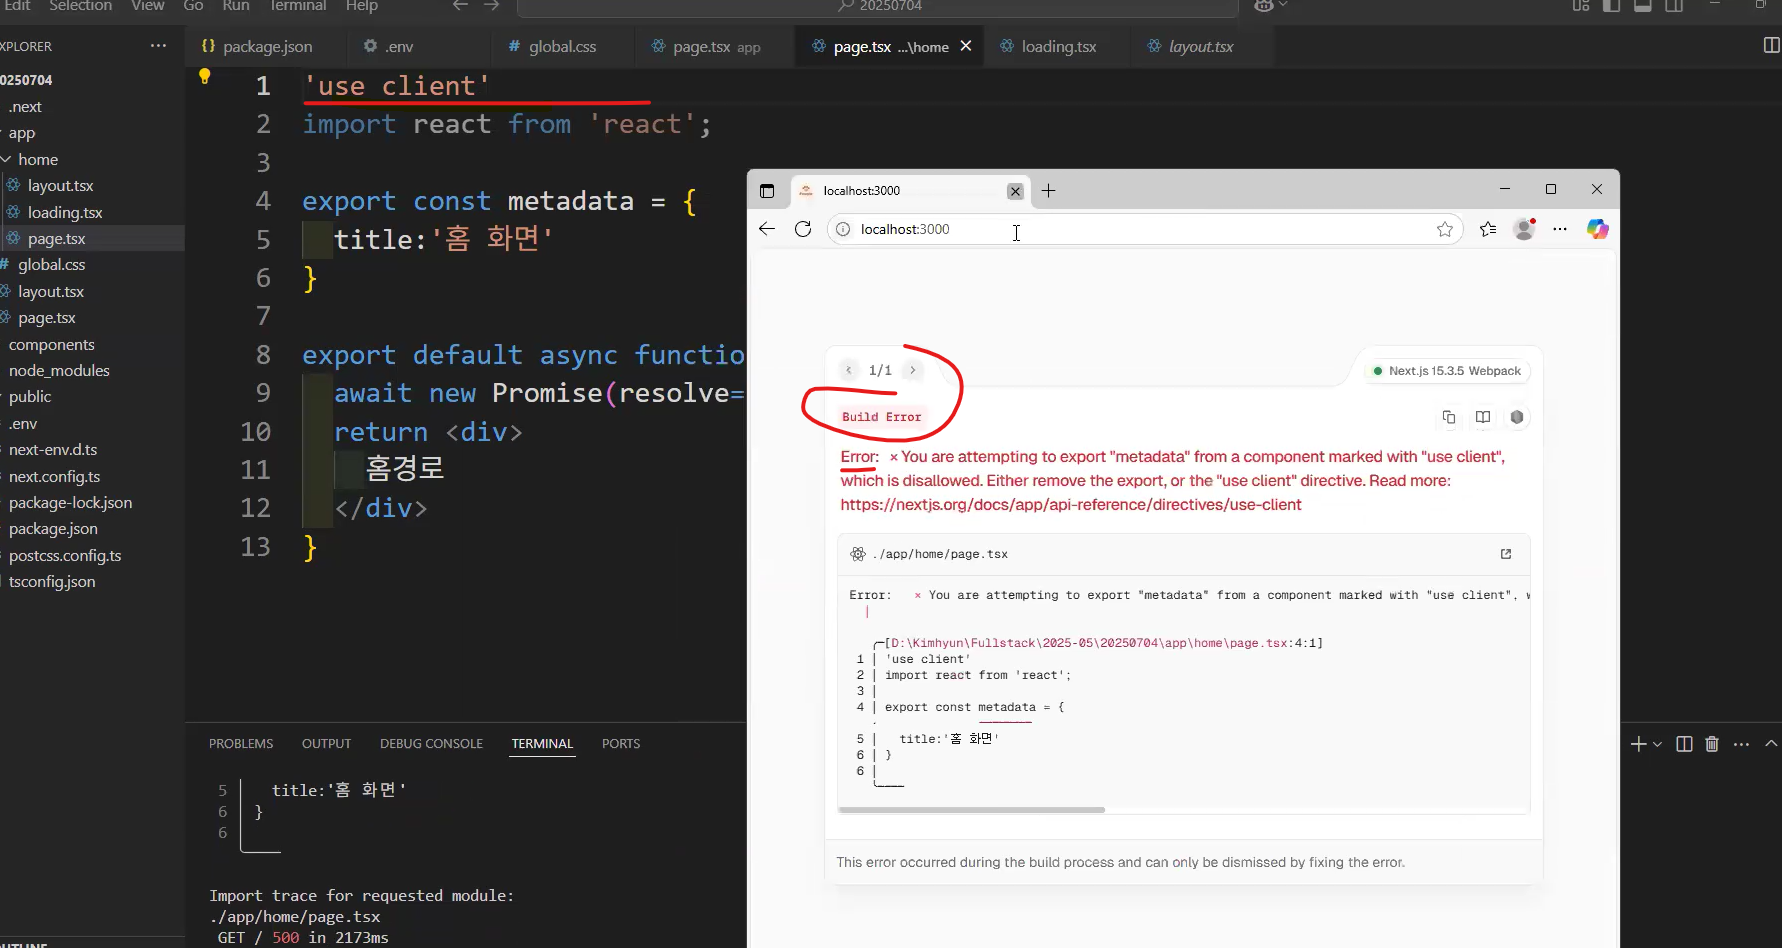 Edit Selection View Go Run Terminal Help
20250704
XPLORER
package.json
.env
global.css
page.tsx app
page.tsx ...\home
loading.tsx
layout.tsx
20250704
.next
app
home
layout.tsx
loading.tsx
page.tsx
global.css
layout.tsx
page.tsx
components
node_modules
public
.env
next-env.d.ts
next.config.ts
package-lock.json
package.json
postcss.config.ts
tsconfig.json
1 'use client'
2 import react from 'react';
3
4 export const metadata = {
5 title:'홈 화면'
6 }
7
8 export default async functio
9 await new Promise(resolve=
10 return <div>
11 홈경로
12 </div>
13 }
localhost:3000
localhost:3000
1/1
Next.js 15.3.5 Webpack
Build Error
Error: × You are attempting to export "metadata" from a component marked with "use client",
which is disallowed. Either remove the export, or the "use client" directive. Read more:
https://nextjs.org/docs/app/api-reference/directives/use-client
./app/home/page.tsx
Error: × You are attempting to export "metadata" from a component marked with "use client", w
╭─[D:\Kimhyun\Fullstack\2025-05\20250704\app\home\page.tsx:4:1]
1 | 'use client'
2 | import react from 'react';
3 |
4 | export const metadata = {
5 | title:'홈 화면'
6 | }
6 |
This error occurred during the build process and can only be dismissed by fixing the error.
PROBLEMS OUTPUT DEBUG CONSOLE TERMINAL PORTS
5 title:'홈 화면'
6 }
6
Import trace for requested module:
./app/home/page.tsx
GET / 500 in 2173ms